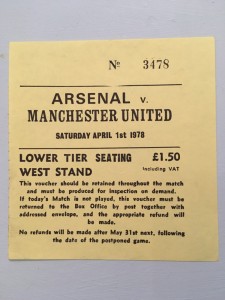 Nº 3478
ARSENAL v.
MANCHESTER UNITED
SATURDAY APRIL 1st 1978
LOWER TIER SEATING £1.50
WEST STAND Including VAT
This voucher should be retained throughout the match
and must be produced for inspection on demand.
If today's Match is not played, this voucher must be
returned to the Box Office by post together with
addressed envelope, and the appropriate refund will
be made.
No refunds will be made after May 31st next, following
the date of the postponed game.